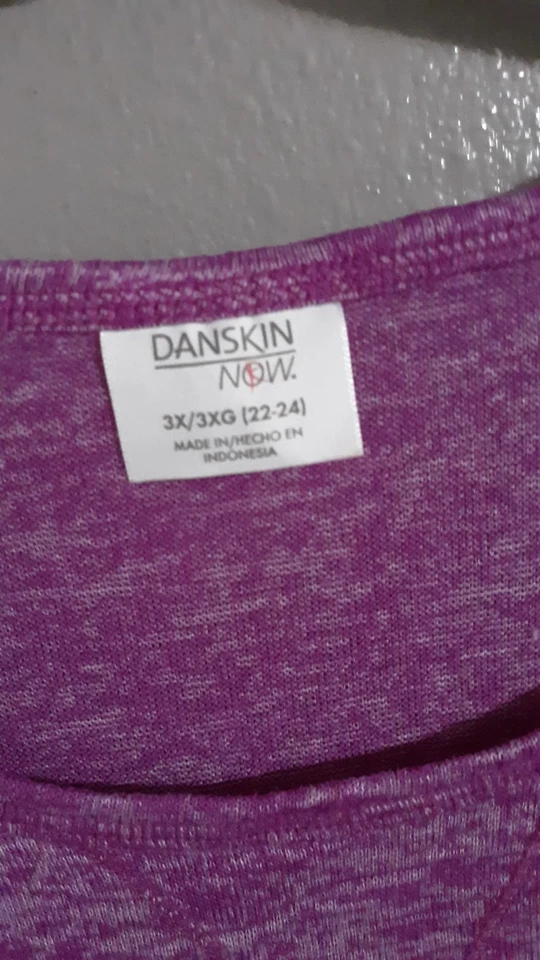 DANSKIN
NOW.
3X/3XG (22-24)
MADE IN/HECHO EN
INDONESIA